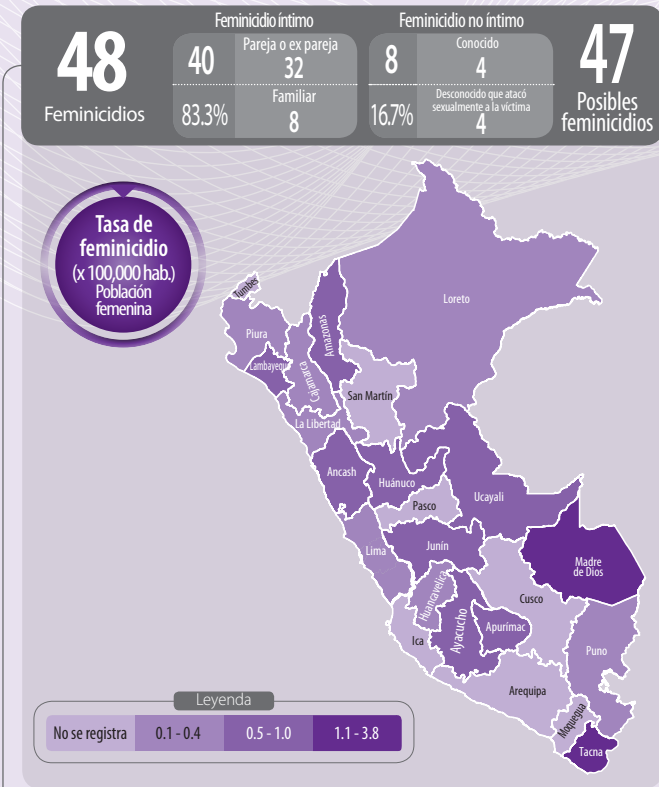 48
Feminicidios
Feminicidio íntimo
40
83.3%
Pareja o ex pareja
32
Familiar
8
Feminicidio no íntimo
8
16.7%
Conocido
4
Desconocido que atacó
sexualmente a la víctima
4
47
Posibles
feminicidios
Tasa de
feminicidio
(x 100,000 hab.)
Población
femenina
Tumbes
Piura
Lambayeque
Cajamarca
Amazonas
Loreto
San Martín
La Libertad
Ancash
Huánuco
Ucayali
Pasco
Lima
Junín
Madre
de Dios
Huancavelica
Cusco
Ica
Ayacucho
Apurímac
Puno
Arequipa
Moquegua
Tacna
Leyenda
No se registra
0.1 - 0.4
0.5 - 1.0
1.1 - 3.8